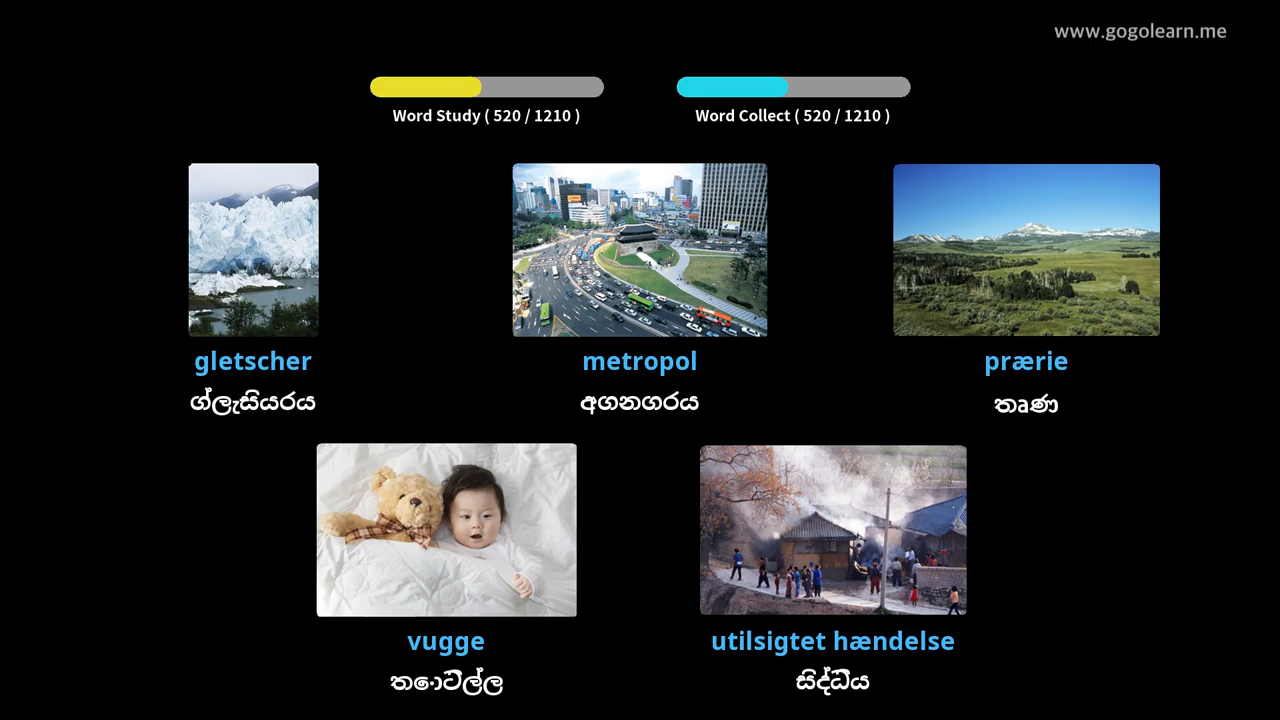 www.gogolearn.me
Word Study ( 520 / 1210 )
Word Collect ( 520 / 1210 )
gletscher
metropol
prærie
ග්ලැසියරය
අගනගරය
තෘණ
vugge
utilsigtet hændelse
තොටිල්ල
සිද්ධිය